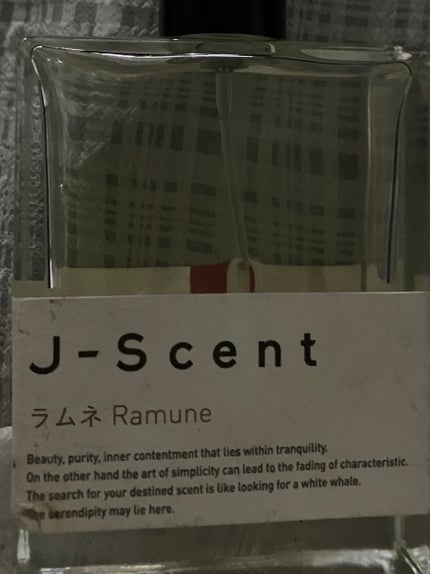 J-Scent
ラムネ Ramune
Beauty, purity, inner contentment that lies within tranquility.
On the other hand the art of simplicity can lead to the fading of characteristic.
The search for your destined scent is like looking for a white whale.
The serendipity may lie here.